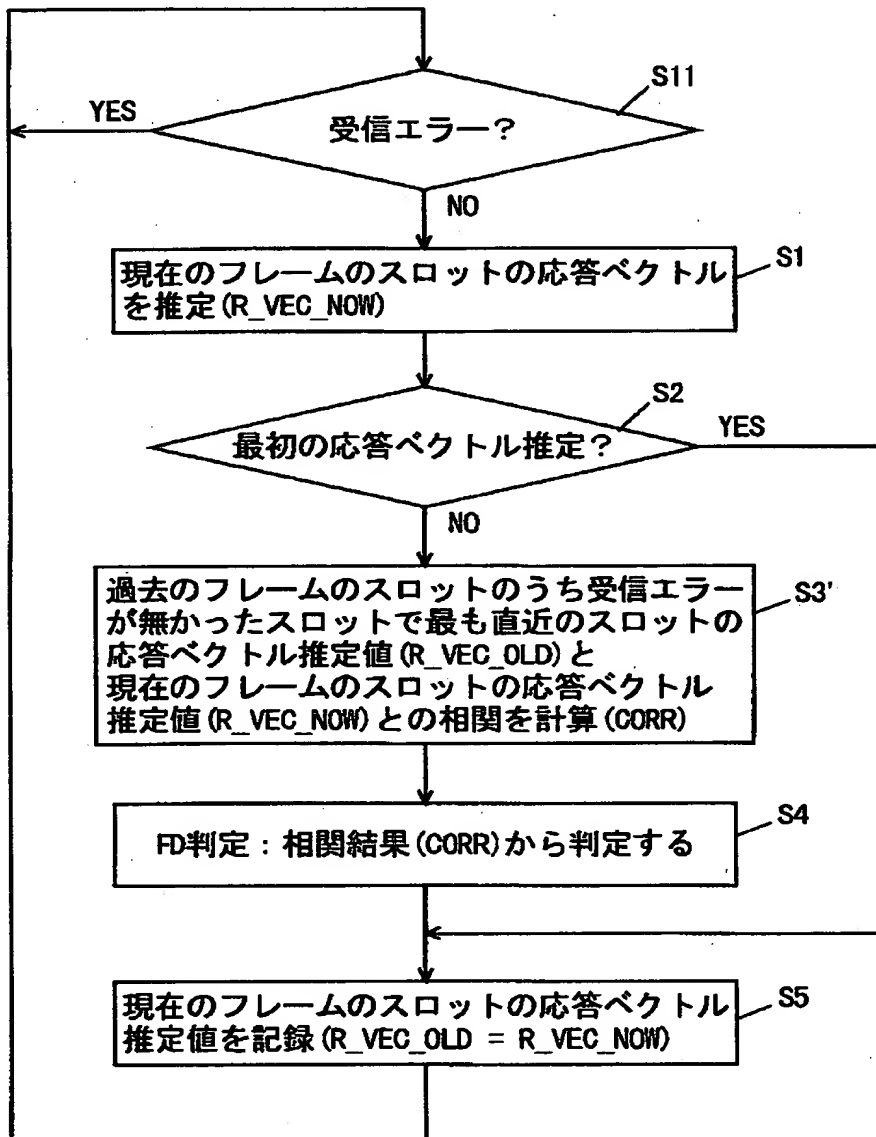 S11
YES
受信エラー？
NO
現在のフレームのスロットの応答ベクトル
を推定(R_VEC_NOW)
S1
S2
最初の応答ベクトル推定？
YES
NO
過去のフレームのスロットのうち受信エラー
が無かったスロットで最も直近のスロットの
応答ベクトル推定値(R_VEC_OLD)と
現在のフレームのスロットの応答ベクトル
推定値(R_VEC_NOW)との相関を計算(CORR)
S3'
FD判定：相関結果(CORR)から判定する
S4
現在のフレームのスロットの応答ベクトル
推定値を記録(R_VEC_OLD = R_VEC_NOW)
S5